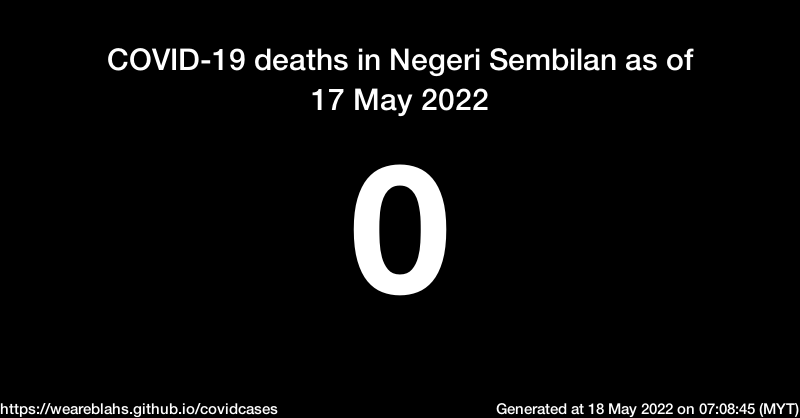 COVID-19 deaths in Negeri Sembilan as of
17 May 2022
0
https://weareblahs.github.io/covidcases
Generated at 18 May 2022 on 07:08:45 (MYT)